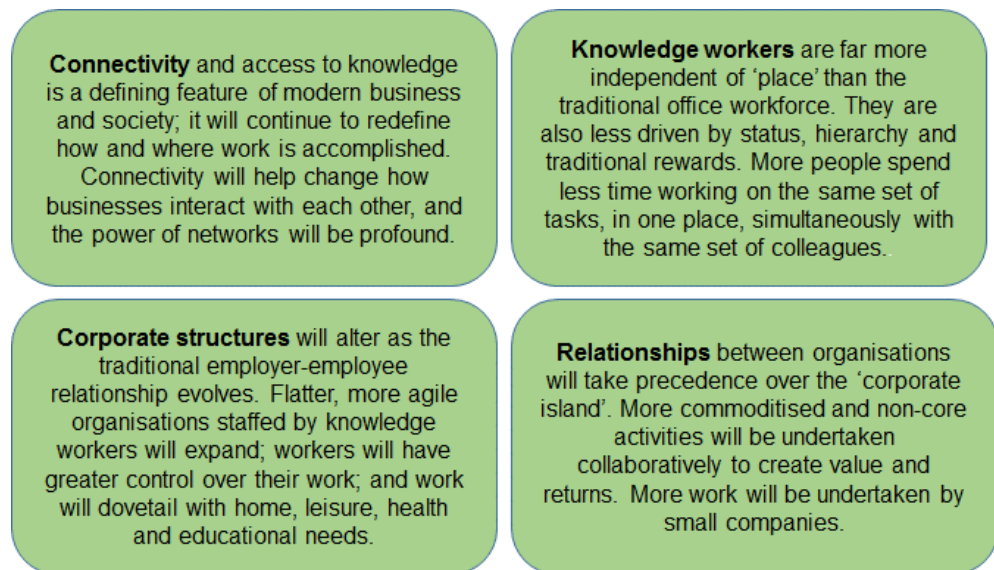 Connectivity and access to knowledge
is a defining feature of modern business
and society; it will continue to redefine
how and where work is accomplished.
Connectivity will help change how
businesses interact with each other, and
the power of networks will be profound.
Knowledge workers are far more
independent of ‘place’ than the
traditional office workforce. They are
also less driven by status, hierarchy and
traditional rewards. More people spend
less time working on the same set of
tasks, in one place, simultaneously with
the same set of colleagues.
Corporate structures will alter as the
traditional employer-employee
relationship evolves. Flatter, more agile
organisations staffed by knowledge
workers will expand; workers will have
greater control over their work; and work
will dovetail with home, leisure, health
and educational needs.
Relationships between organisations
will take precedence over the ‘corporate
island’. More commoditised and non-core
activities will be undertaken
collaboratively to create value and
returns. More work will be undertaken by
small companies.